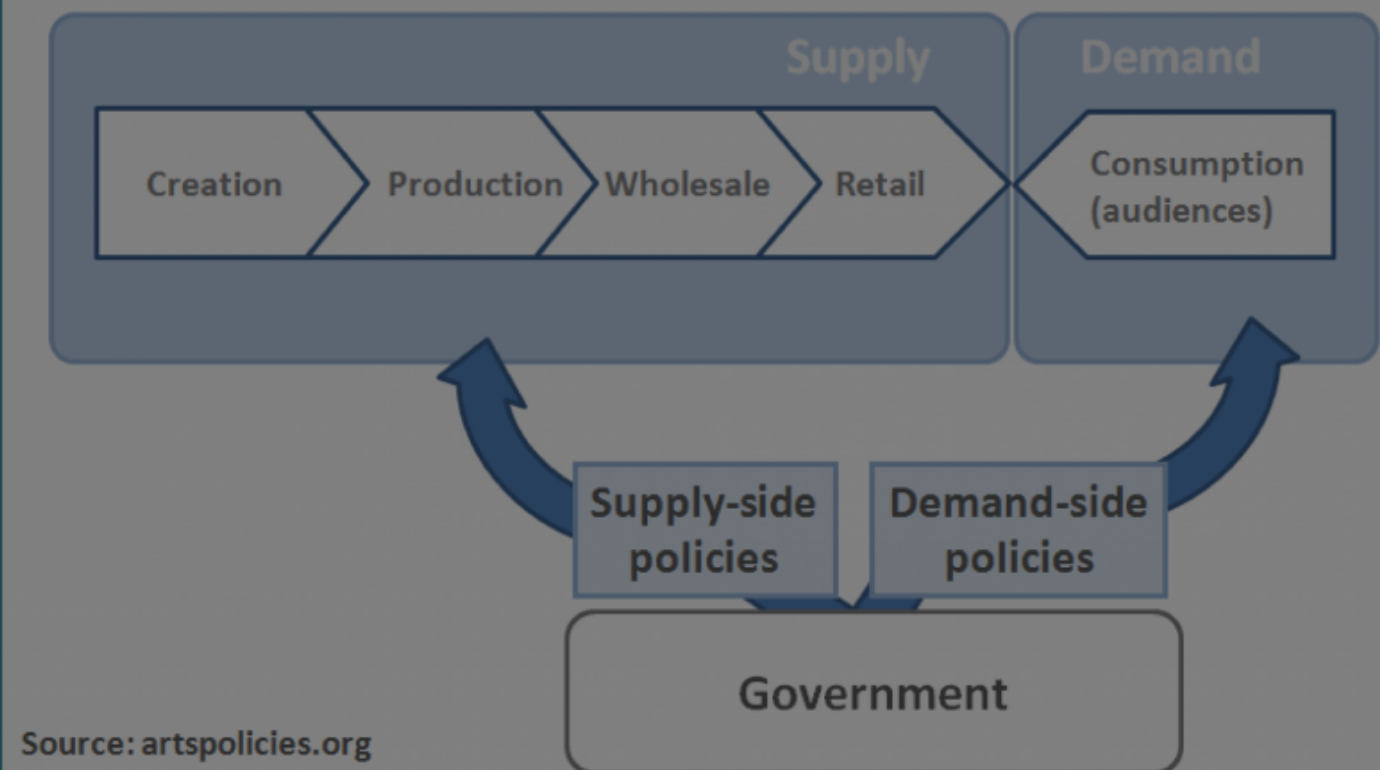 Supply
Demand
Creation
Production
Wholesale
Retail
Consumption
(audiences)
Supply-side
policies
Demand-side
policies
Government
Source: artspolicies.org